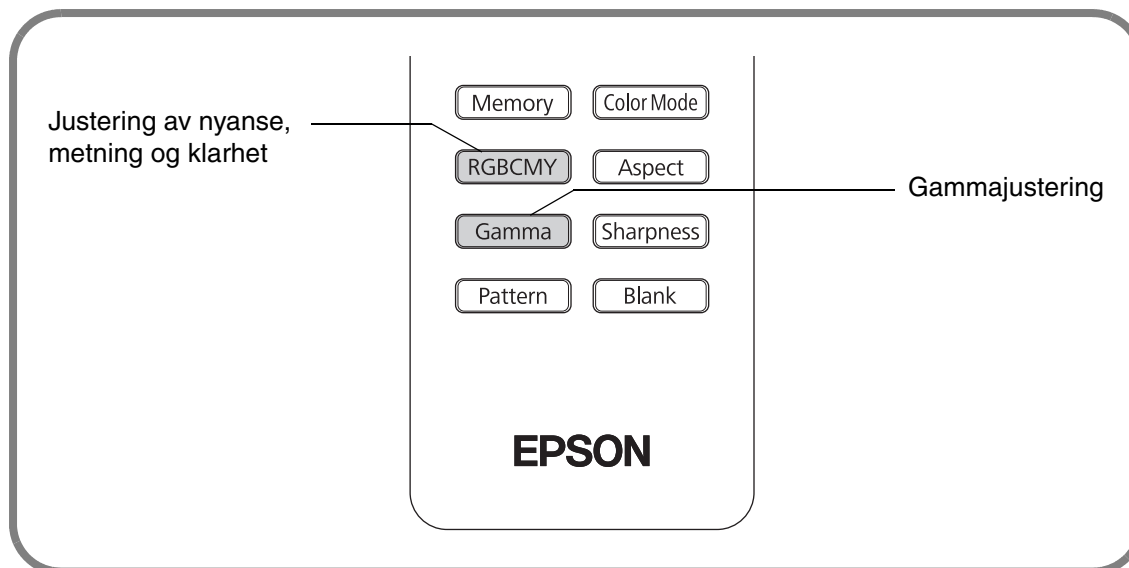 Memory
Color Mode
Justering av nyanse,
metning og klarhet
RGBCMY
Aspect
Gammajustering
Gamma
Sharpness
Pattern
Blank
EPSON